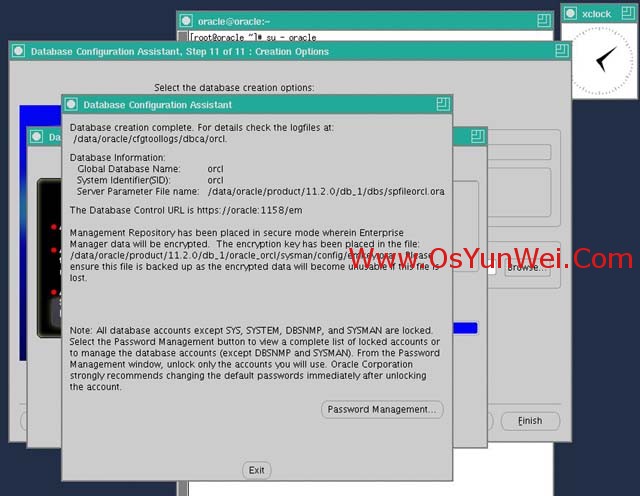 oracle@oracle:~
xclock
[root@oracle ~]# su - oracle
Database Configuration Assistant, Step 11 of 11 : Creation Options
Select the database creation options:
Database Configuration Assistant
Da
Database creation complete. For details check the logfiles at:
/data/oracle/cfgtoollogs/dbca/orcl.
Database Information:
Global Database Name: orcl
System Identifier(SID): orcl
Server Parameter File name: /data/oracle/product/11.2.0/db_1/dbs/spfileorcl.ora
The Database Control URL is https://oracle:1158/em
Management Repository has been placed in secure mode wherein Enterprise
Manager data will be encrypted. The encryption key has been placed in the file:
/data/oracle/product/11.2.0/db_1/oracle_orcl/sysman/config/emkey.ora. Please
ensure this file is backed up as the encrypted data will become unusable if this file is
lost.
www.OsYunWei.Com
Browse...
Note: All database accounts except SYS, SYSTEM, DBSNMP, and SYSMAN are locked.
Select the Password Management button to view a complete list of locked accounts or
to manage the database accounts (except DBSNMP and SYSMAN). From the Password
Management window, unlock only the accounts you will use. Oracle Corporation
strongly recommends changing the default passwords immediately after unlocking
the account.
Password Management...
Finish
Exit